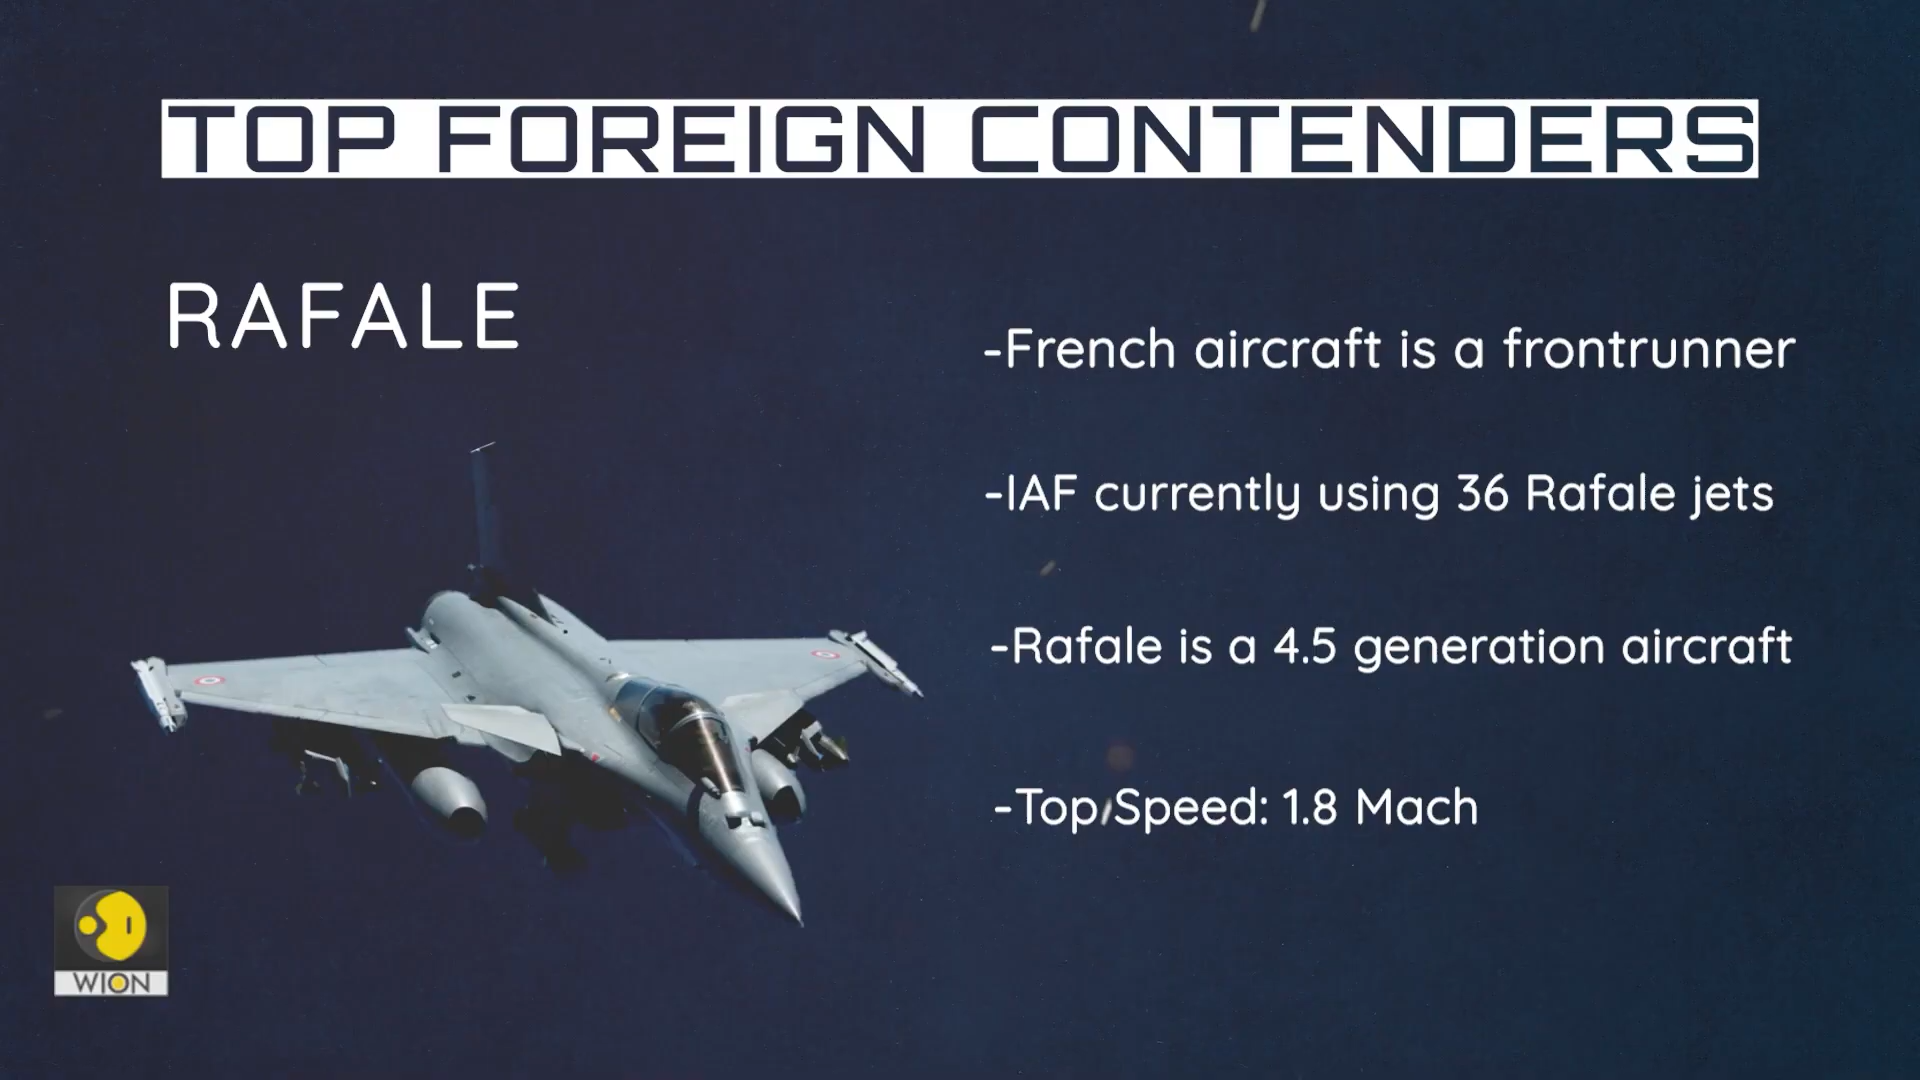 TOP FOREIGN CONTENDERS
RAFALE
-French aircraft is a frontrunner
-IAF currently using 36 Rafale jets
-Rafale is a 4.5 generation aircraft
-Top Speed: 1.8 Mach
WION